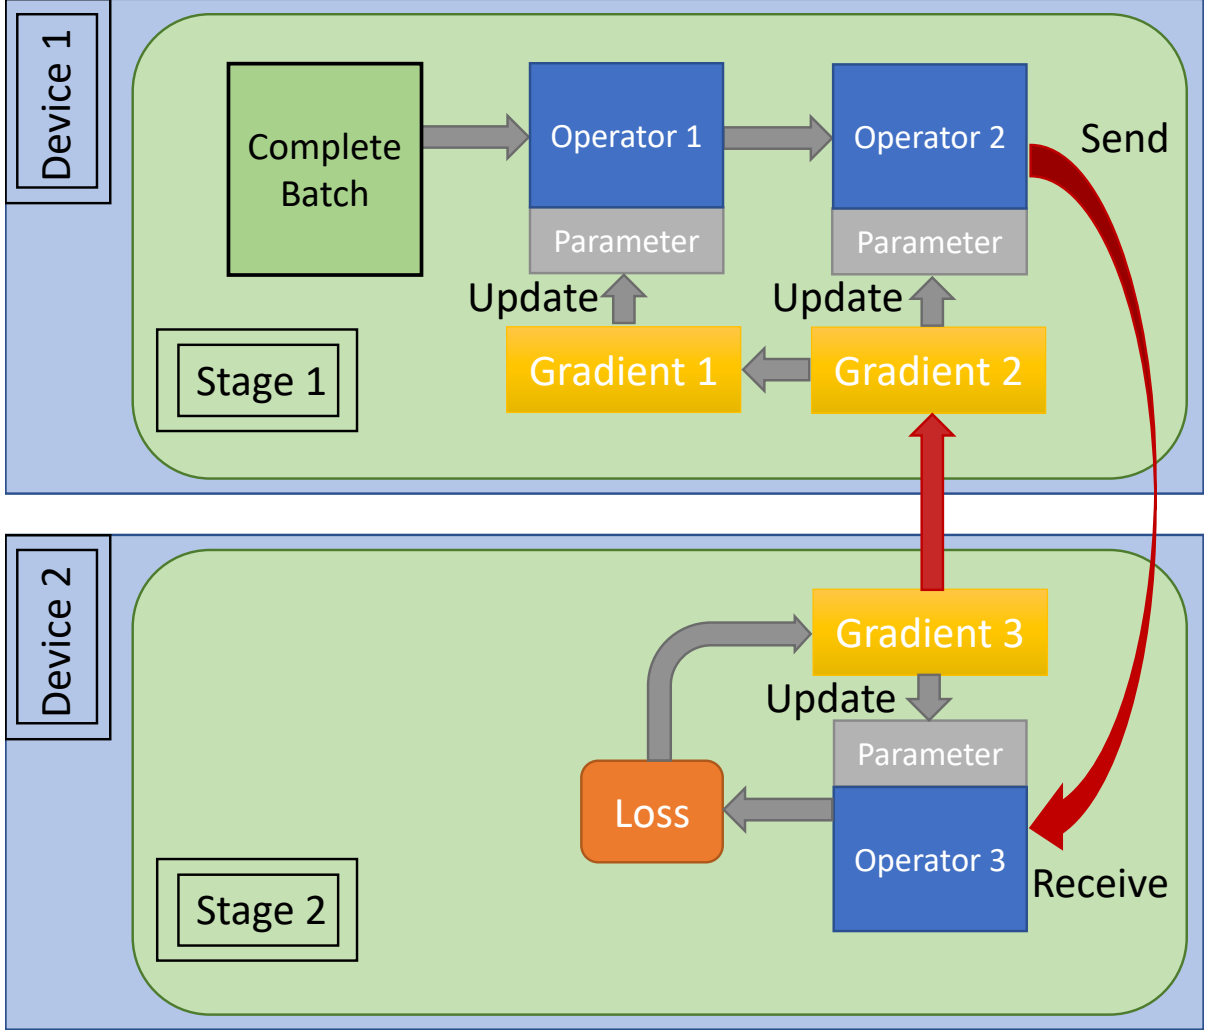 Device 1
Complete
Batch
Operator 1
Operator 2
Send
Parameter
Parameter
Update
Update
Gradient 1
Gradient 2
Stage 1
Device 2
Gradient 3
Update
Parameter
Loss
Operator 3
Receive
Stage 2